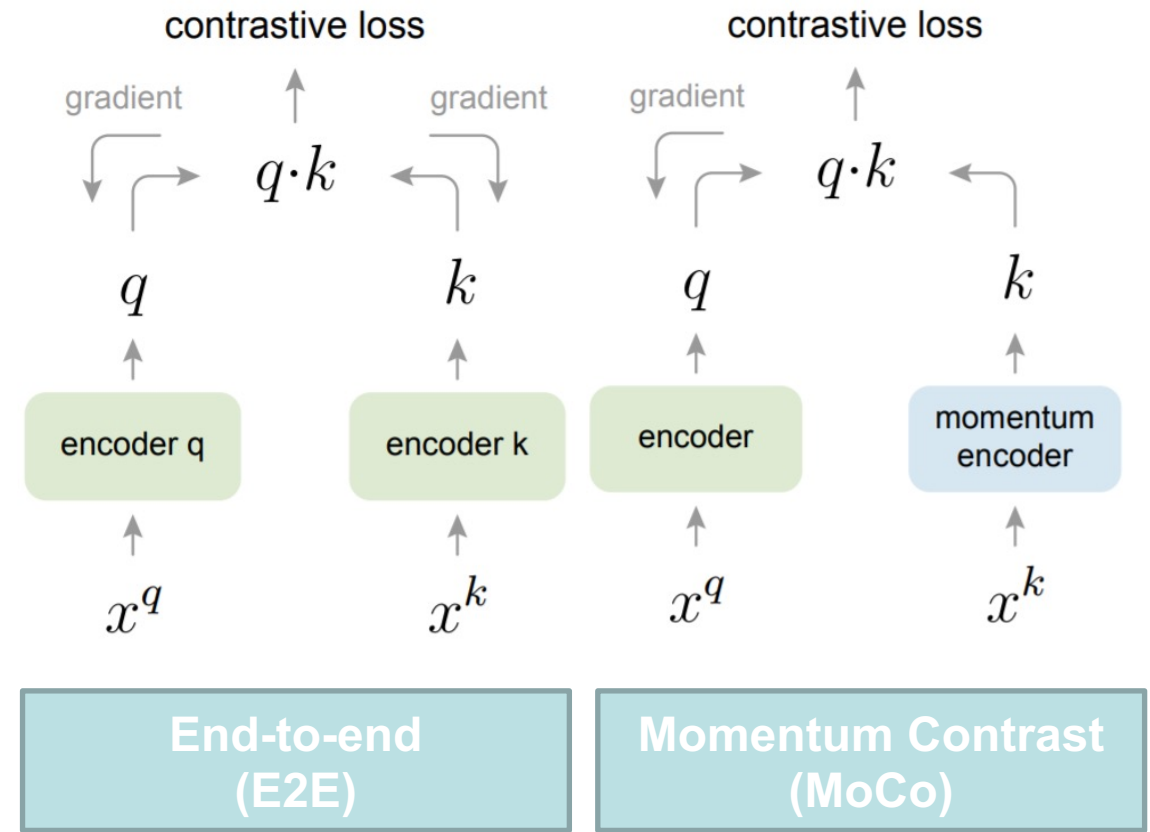 contrastive loss
gradient
gradient
q·k
q
k
encoder q
encoder k
x^q
x^k
End-to-end
(E2E)
contrastive loss
gradient
q·k
q
k
encoder
momentum
encoder
x^q
x^k
Momentum Contrast
(MoCo)